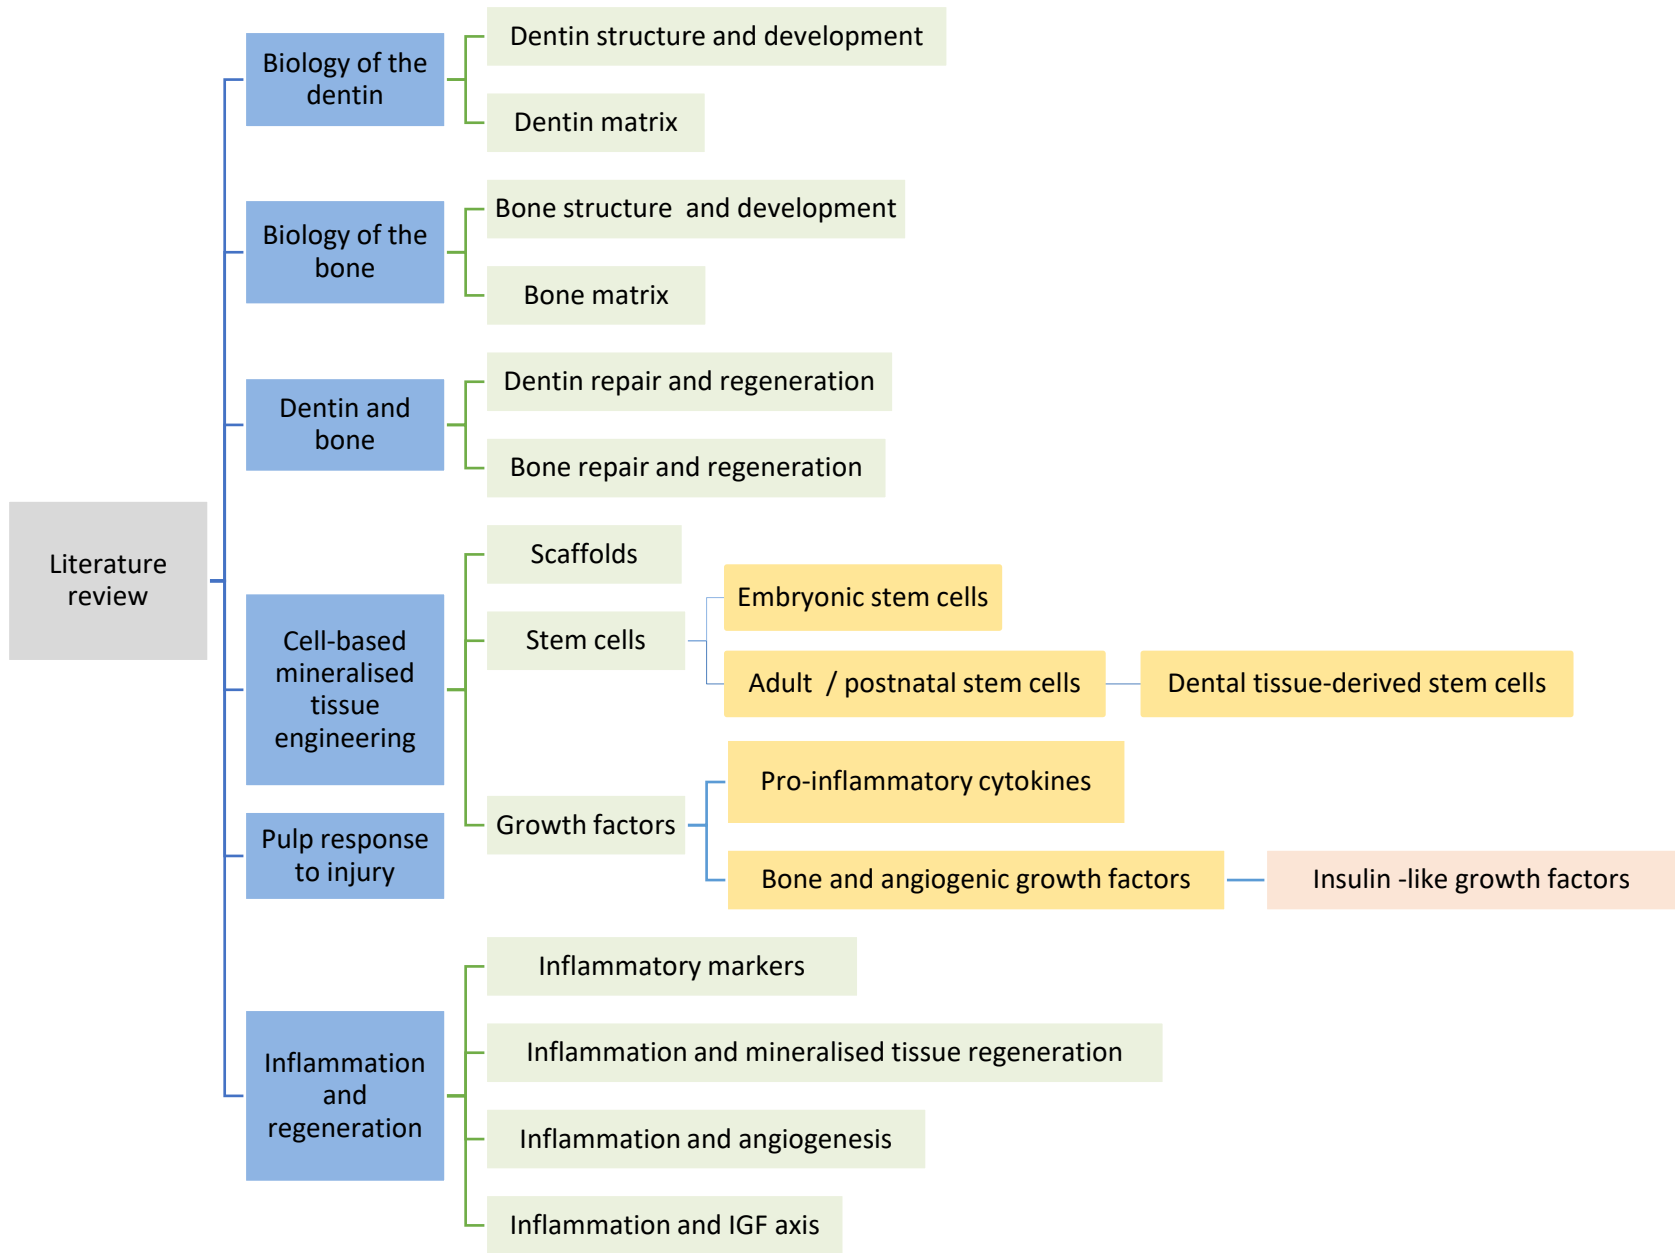 Literature
review
Biology of the
dentin
Dentin structure and development
Dentin matrix
Biology of the
bone
Bone structure  and development
Bone matrix
Dentin and
bone
Dentin repair and regeneration
Bone repair and regeneration
Cell-based
mineralised
tissue
engineering
Scaffolds
Stem cells
Embryonic stem cells
Adult  / postnatal stem cells
Dental tissue-derived stem cells
Growth factors
Pro-inflammatory cytokines
Bone and angiogenic growth factors
Insulin -like growth factors
Pulp response
to injury
Inflammation
and
regeneration
Inflammatory markers
Inflammation and mineralised tissue regeneration
Inflammation and angiogenesis
Inflammation and IGF axis